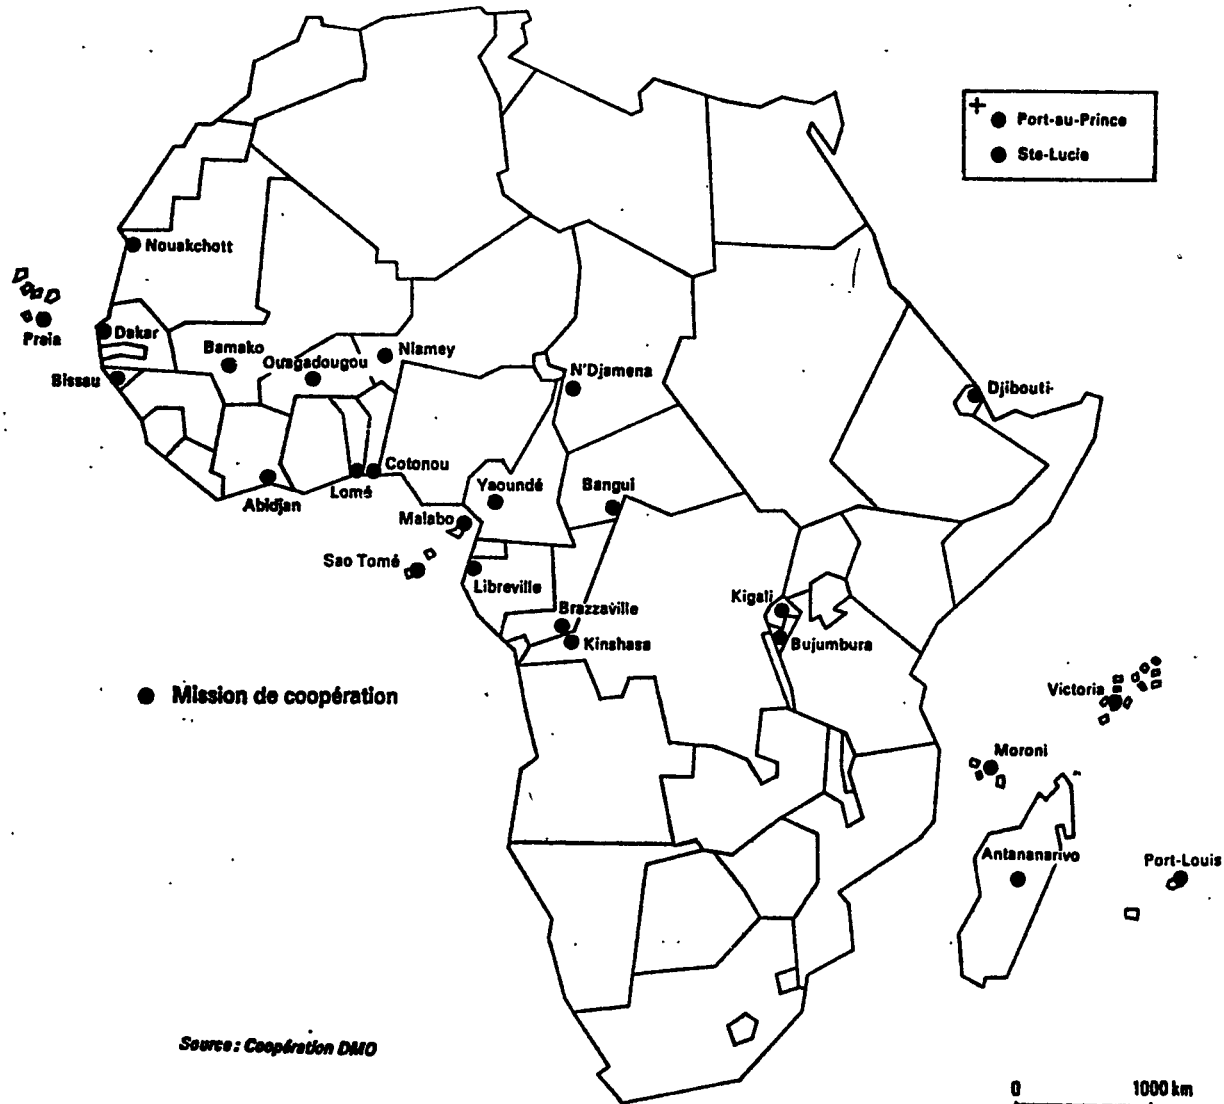 +
Port-au-Prince
Ste-Lucie
Nouakchott
Praia
Dakar
Bamako
Ouagadougou
Niamey
N'Djamena
Djibouti
Bissau
Cotonou
Lomé
Abidjan
Yaoundé
Bangui
Malabo
Sao Tomé
Libreville
Kigali
Brazzaville
Kinshasa
Bujumbura
Victoria
Mission de coopération
Moroni
Antananarivo
Port-Louis
Source : Coopération DMO
0 1000 km